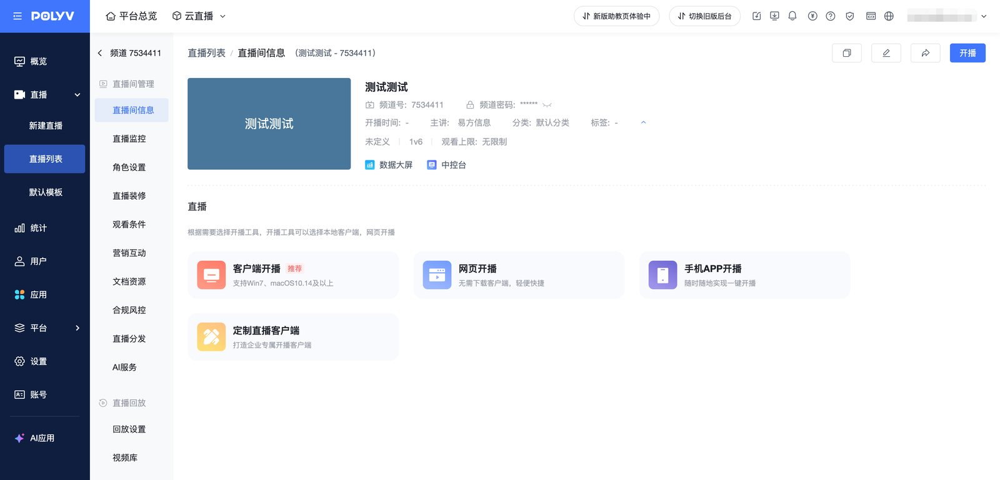 POLYV
平台总览
云直播
新版助教页体验中
切换旧版后台
概览
直播
新建直播
直播列表
默认模板
统计
用户
应用
平台
设置
账号
AI应用
频道 7534411
直播间管理
直播间信息
直播监控
角色设置
直播装修
观看条件
营销互动
文档资源
合规风控
直播分发
AI服务
直播回放
回放设置
视频库
直播列表 / 直播间信息 (测试测试 - 7534411)
开播
测试测试
测试测试
频道号: 7534411 频道密码: ******
开播时间: - 主讲: 易方信息 分类: 默认分类 标签: -
未定义 1v6 观看上限: 无限制
数据大屏 中控台
直播
根据需要选择开播工具，开播工具可以选择本地客户端，网页开播
客户端开播 推荐
支持Win7、macOS10.14及以上
网页开播
无需下载客户端，轻便快捷
手机APP开播
随时随地实现一键开播
定制直播客户端
打造企业专属开播客户端